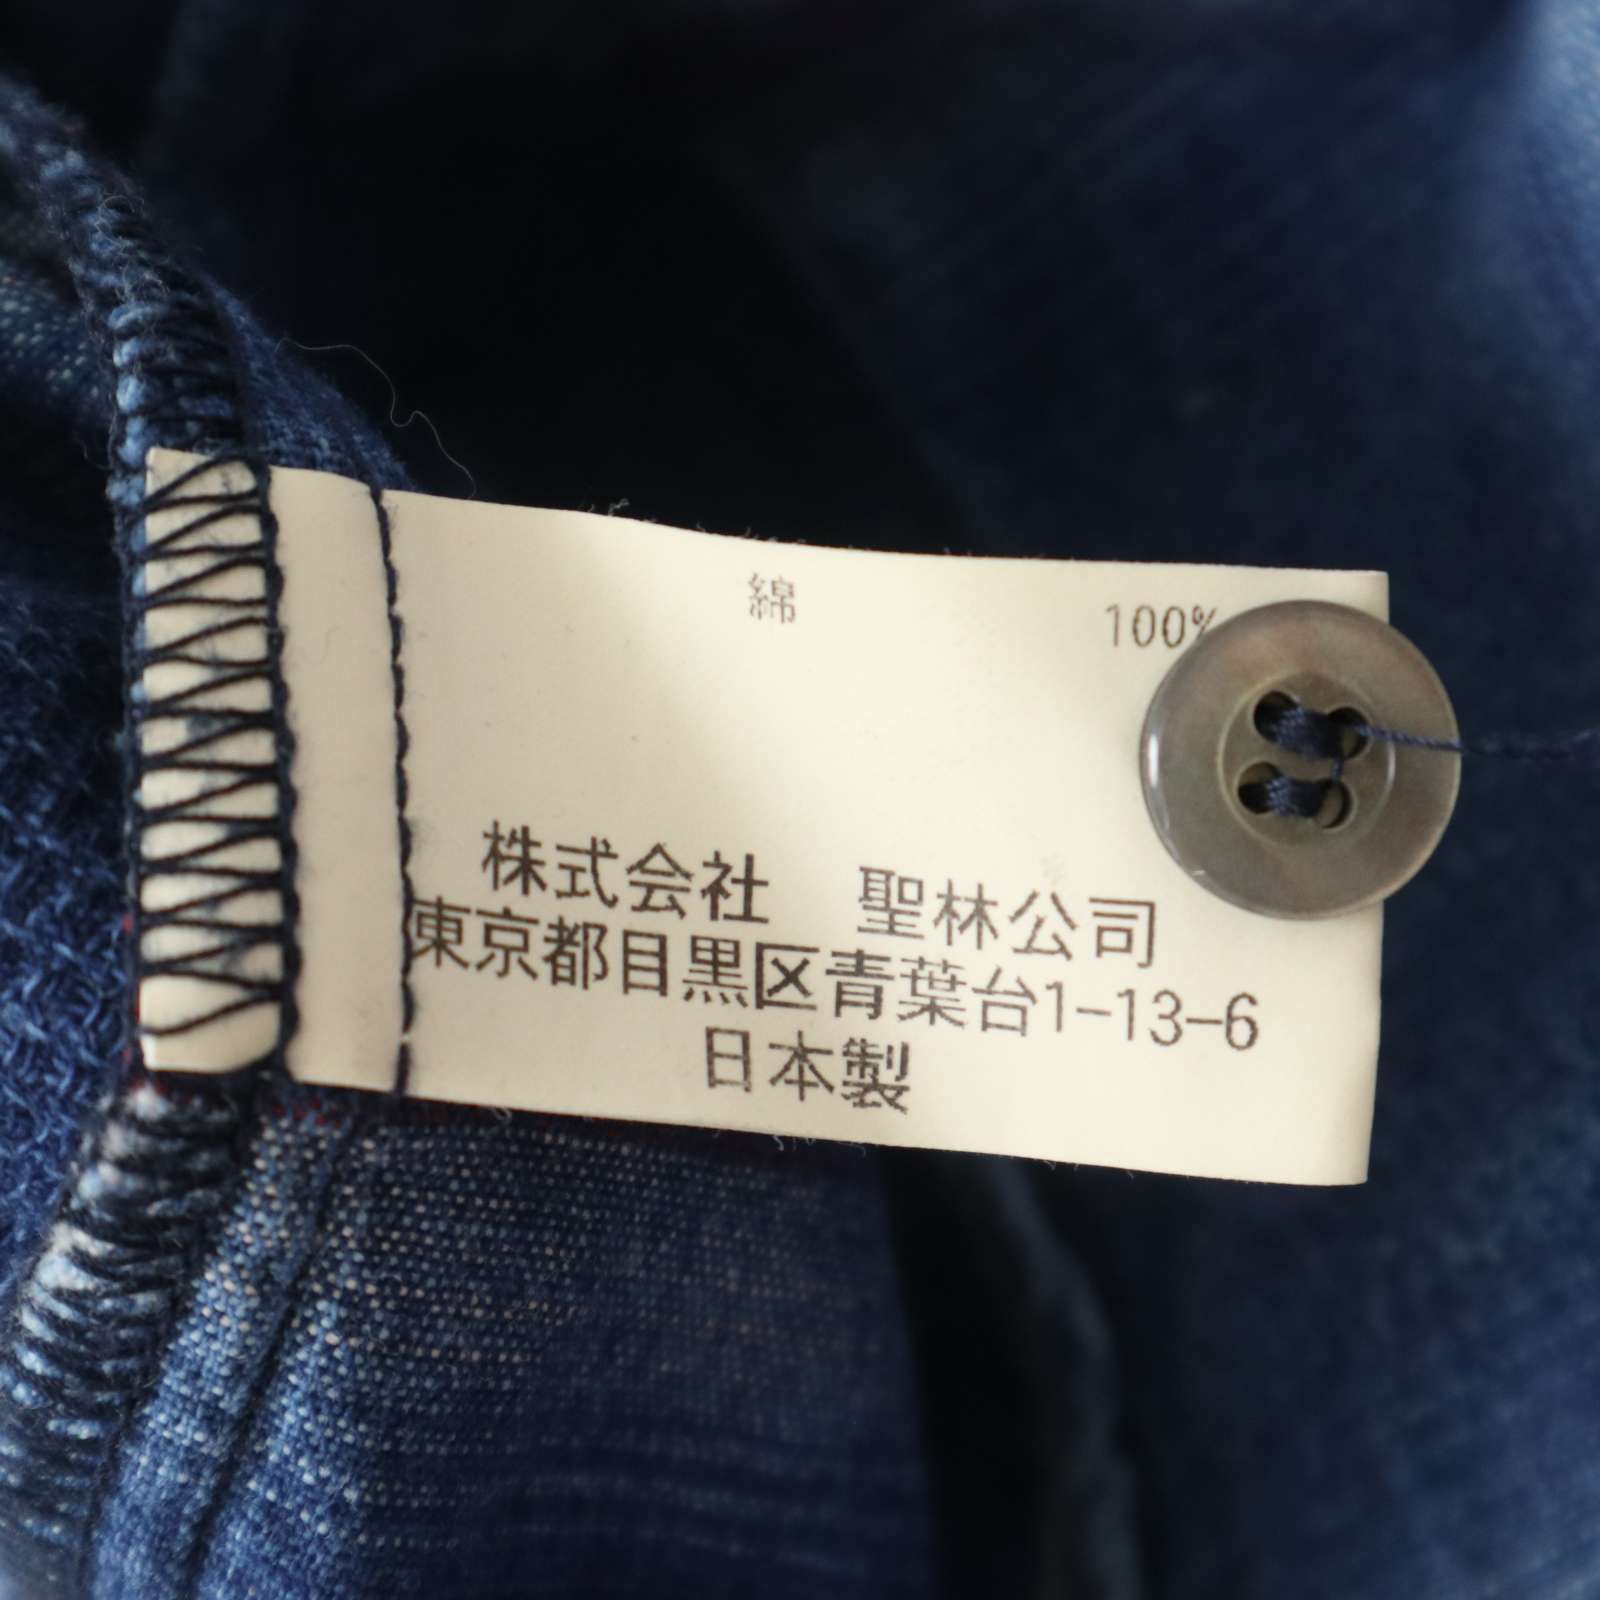 綿 100%
株式会社 聖林公司
東京都目黒区青葉台1-13-6
日本製